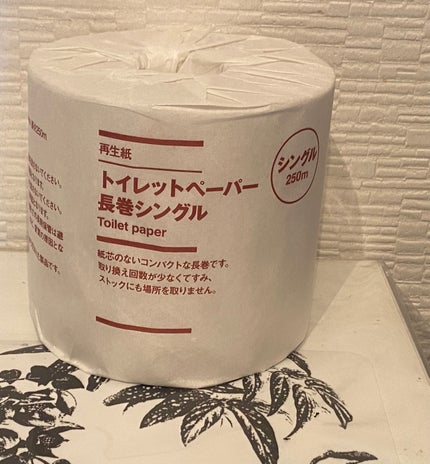 再生紙
トイレットペーパー
長巻シングル
Toilet paper
紙芯のないコンパクトな長巻です。
取り換え回数が少なくてすみ、
ストックにも場所を取りません。
シングル
250m